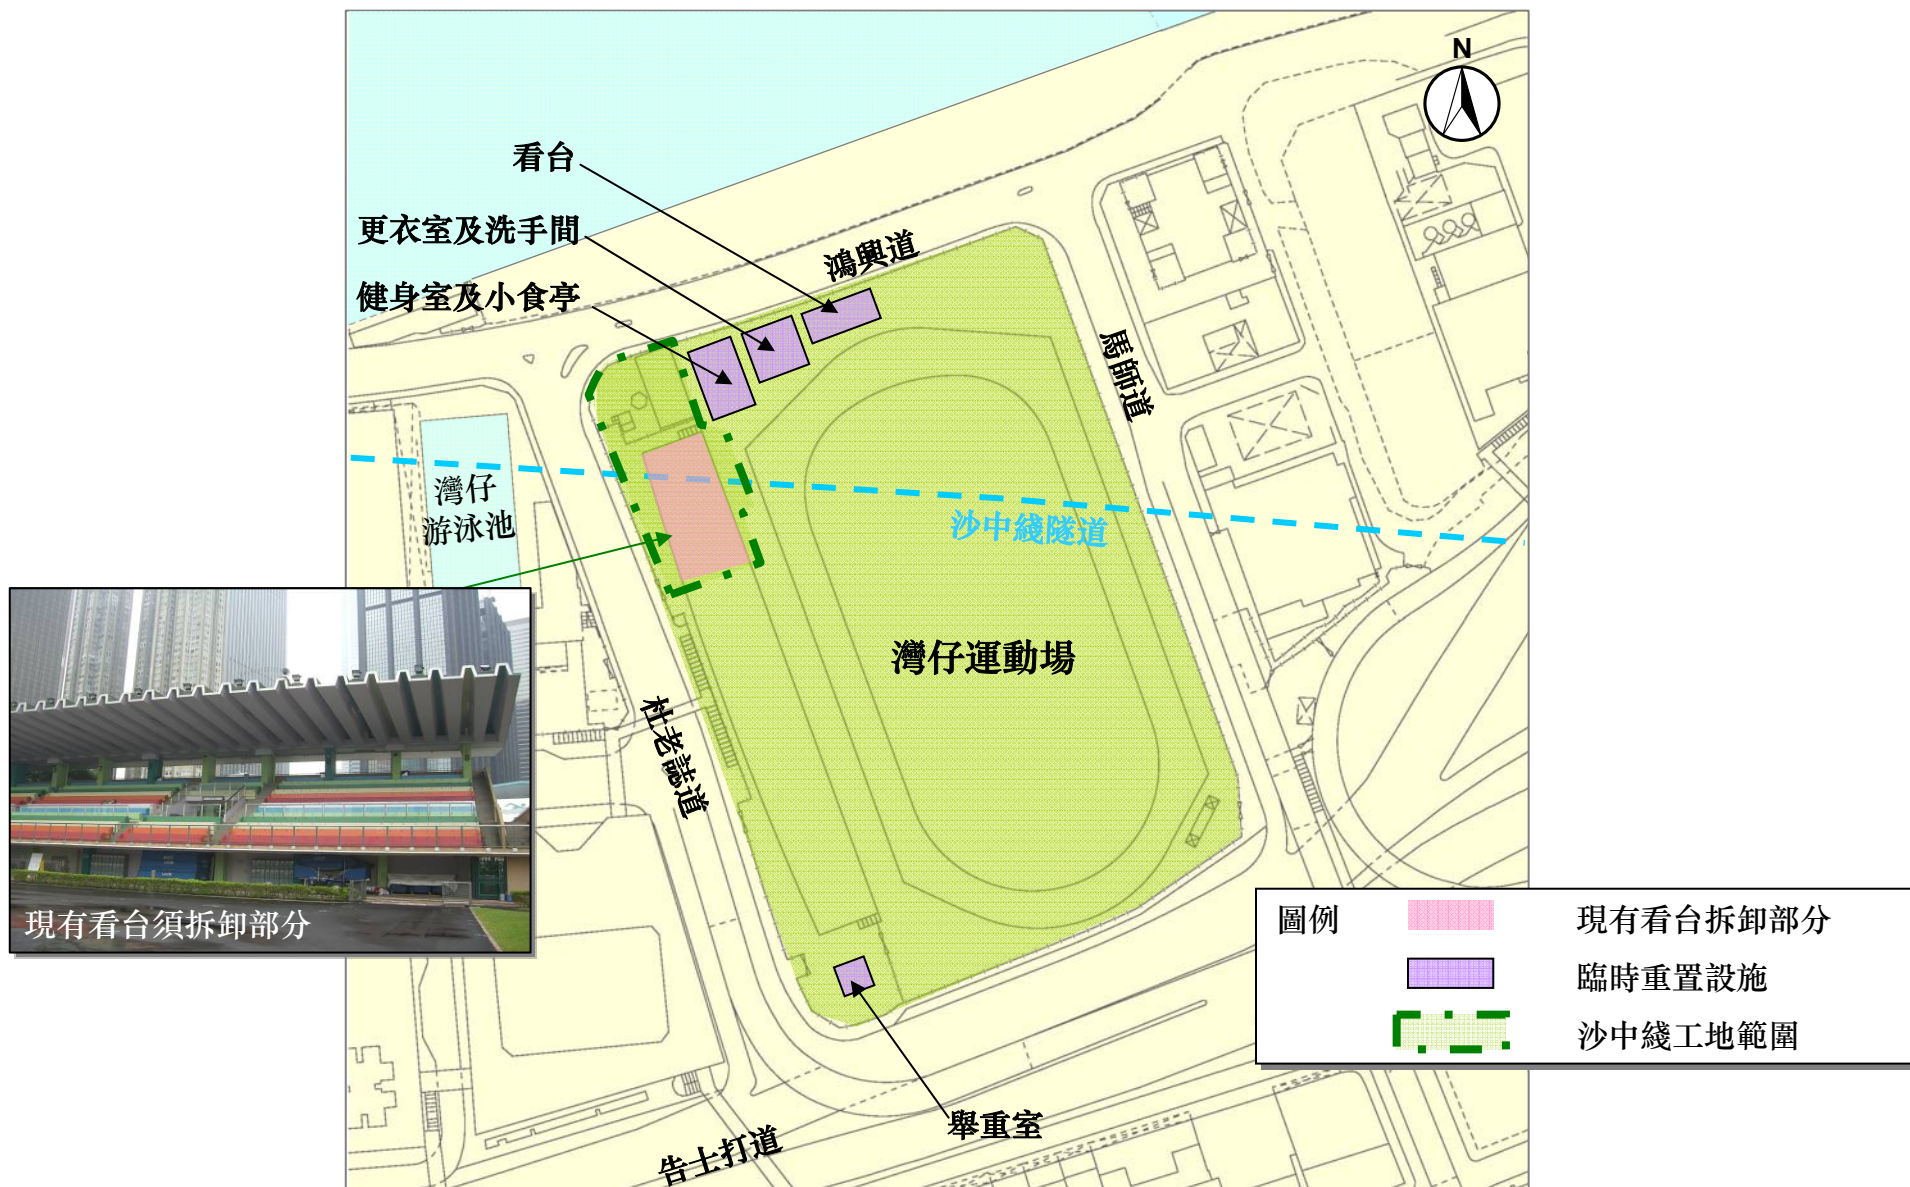 N
看台
更衣室及洗手間
健身室及小食亭
鴻興道
馬師道
灣仔
游泳池
沙中綫隧道
灣仔運動場
杜老誌道
現有看台須拆卸部分
圖例
現有看台拆卸部分
臨時重置設施
沙中綫工地範圍
舉重室
告士打道